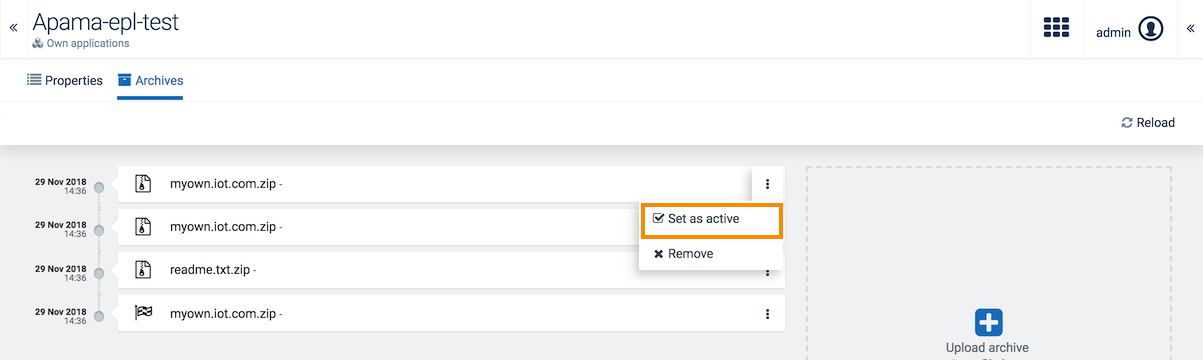 Apama-epl-test
Own applications
admin
Properties
Archives
Reload
29 Nov 2018
14:36
myown.iot.com.zip -
Set as active
Remove
29 Nov 2018
14:36
myown.iot.com.zip -
29 Nov 2018
14:36
readme.txt.zip -
29 Nov 2018
14:36
myown.iot.com.zip -
Upload archive